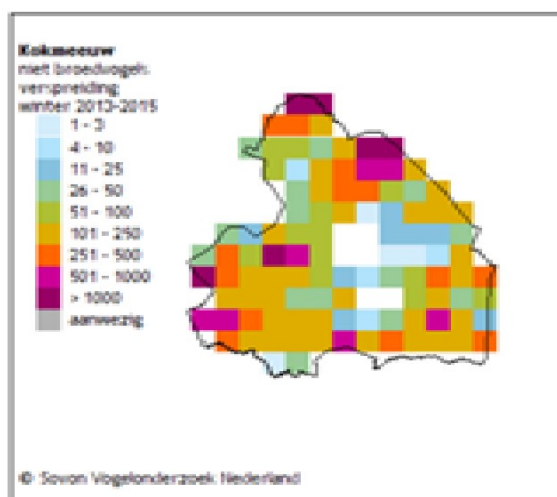 Kokmeeuw
niet broedvogels
verspreiding
winter 2013-2015
1 - 3
4 - 10
11 - 25
26 - 50
51 - 100
101 - 250
251 - 500
501 - 1000
> 1000
aanwezig
© Sovon Vogelonderzoek Nederland